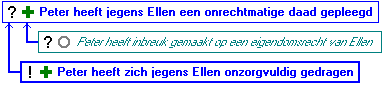 ? + Peter heeft jegens Ellen een onrechtmatige daad gepleegd
? Peter heeft inbreuk gemaakt op een eigendomsrecht van Ellen
! + Peter heeft zich jegens Ellen onzorgvuldig gedragen